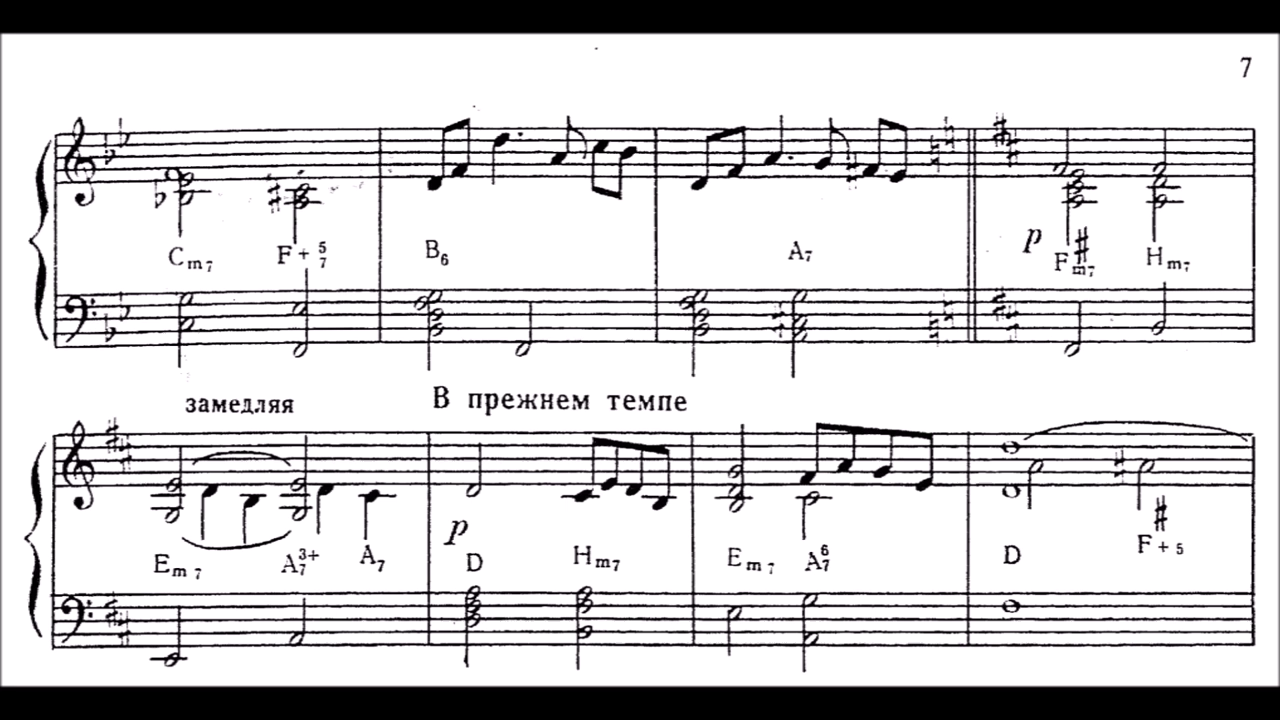 7
Cm7 F+5/7 B6 A7 p F#m7 Hm7
замедляя В прежнем темпе
p
Em7 A7 3+ A7 D Hm7 Em7 A7 6 D F#+5